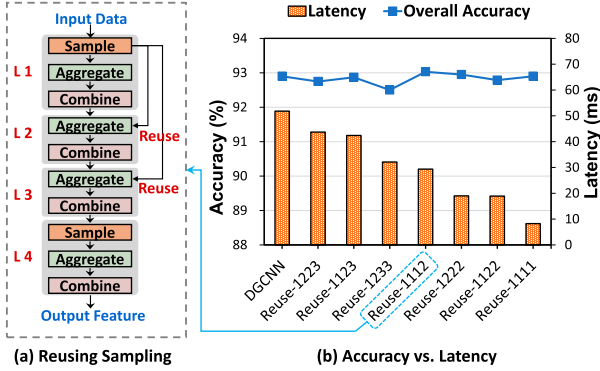 Input Data
Sample
L 1
Aggregate
Combine
L 2
Aggregate
Reuse
Combine
L 3
Aggregate
Reuse
Combine
Sample
L 4
Aggregate
Combine
Output Feature
(a) Reusing Sampling
Latency
Overall Accuracy
94
93
92
91
90
89
88
Accuracy (%)
80
70
60
50
40
30
20
10
0
Latency (ms)
DGCNN
Reuse-1223
Reuse-1123
Reuse-1233
Reuse-1112
Reuse-1222
Reuse-1122
Reuse-1111
(b) Accuracy vs. Latency